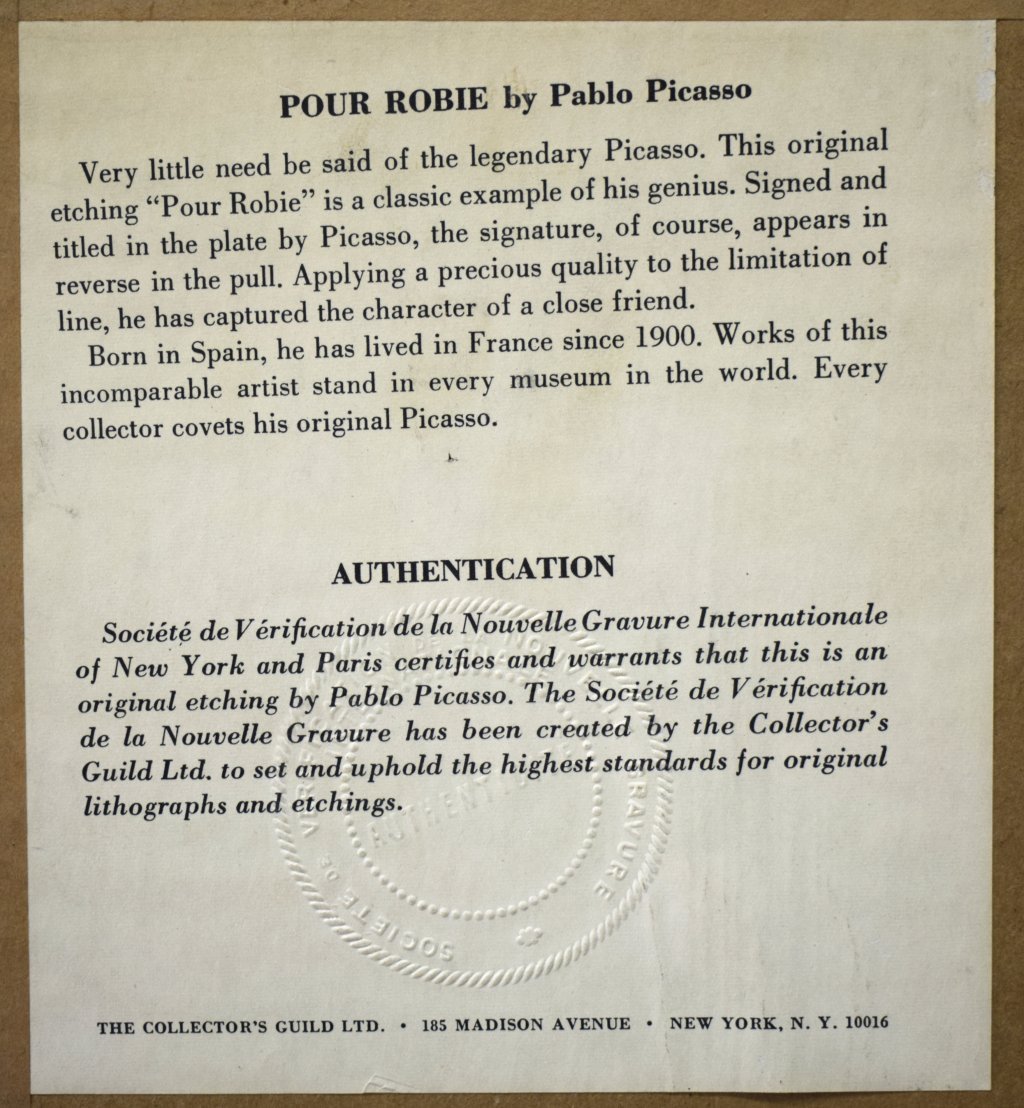 POUR ROBIE by Pablo Picasso
Very little need be said of the legendary Picasso. This original
etching “Pour Robie” is a classic example of his genius. Signed and
titled in the plate by Picasso, the signature, of course, appears in
reverse in the pull. Applying a precious quality to the limitation of
line, he has captured the character of a close friend.
Born in Spain, he has lived in France since 1900. Works of this
incomparable artist stand in every museum in the world. Every
collector covets his original Picasso.
AUTHENTICATION
Société de Vérification de la Nouvelle Gravure Internationale
of New York and Paris certifies and warrants that this is an
original etching by Pablo Picasso. The Société de Vérification
de la Nouvelle Gravure has been created by the Collector’s
Guild Ltd. to set and uphold the highest standards for original
lithographs and etchings.
SOCIETE DE
GRAVURE
THE COLLECTOR’S GUILD LTD. • 185 MADISON AVENUE • NEW YORK, N. Y. 10016